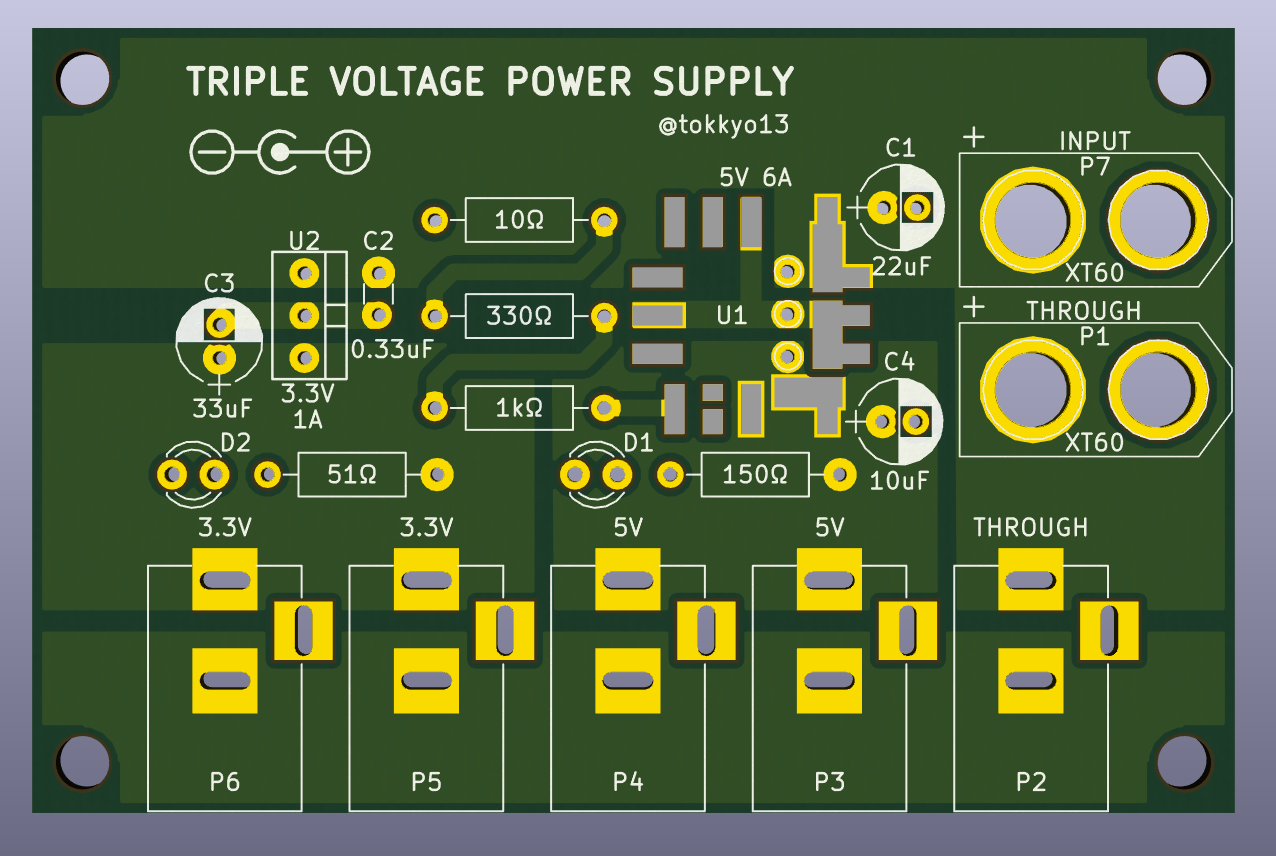 TRIPLE VOLTAGE POWER SUPPLY
@tokkyo13
+
INPUT
P7
XT60
C1
+
22uF
5V 6A
10Ω
U2
C2
C3
+
33uF
330Ω
U1
0.33uF
3.3V
1A
+
THROUGH
P1
XT60
C4
+
10uF
1kΩ
D2
51Ω
D1
150Ω
3.3V
3.3V
5V
5V
THROUGH
P6
P5
P4
P3
P2